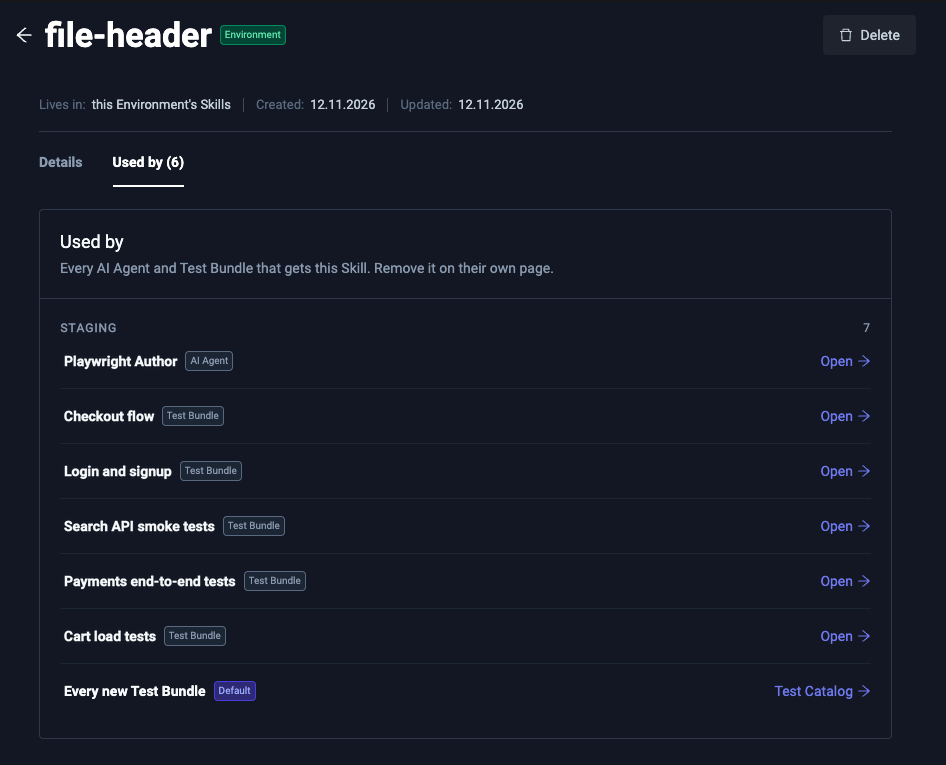 file-header Environment Delete
Lives in: this Environment's Skills Created: 12.11.2026 Updated: 12.11.2026
Details Used by (6)
Used by
Every AI Agent and Test Bundle that gets this Skill. Remove it on their own page.
STAGING 7
Playwright Author AI Agent Open
Checkout flow Test Bundle Open
Login and signup Test Bundle Open
Search API smoke tests Test Bundle Open
Payments end-to-end tests Test Bundle Open
Cart load tests Test Bundle Open
Every new Test Bundle Default Test Catalog